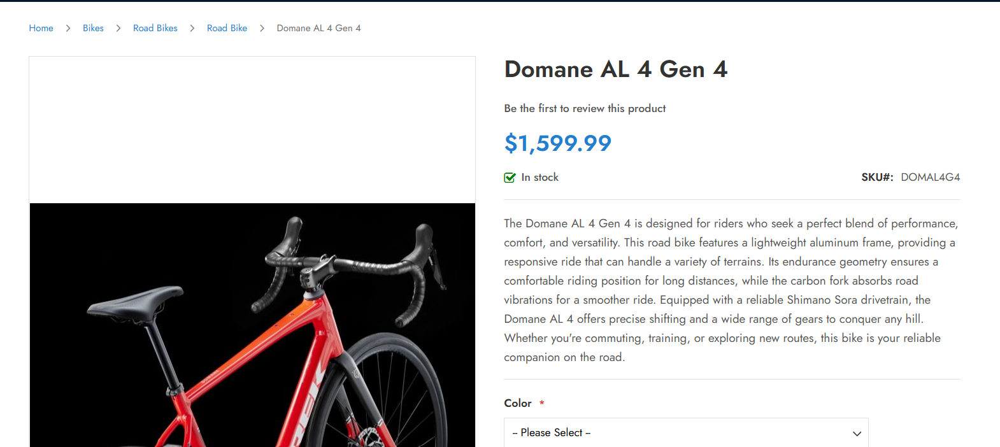 Home > Bikes > Road Bikes > Road Bike > Domane AL 4 Gen 4
Domane AL 4 Gen 4
Be the first to review this product
$1,599.99
In stock
SKU#: DOMAL4G4
The Domane AL 4 Gen 4 is designed for riders who seek a perfect blend of performance,
comfort, and versatility. This road bike features a lightweight aluminum frame, providing a
responsive ride that can handle a variety of terrains. Its endurance geometry ensures a
comfortable riding position for long distances, while the carbon fork absorbs road
vibrations for a smoother ride. Equipped with a reliable Shimano Sora drivetrain, the
Domane AL 4 offers precise shifting and a wide range of gears to conquer any hill.
Whether you're commuting, training, or exploring new routes, this bike is your reliable
companion on the road.
Color *
-- Please Select --